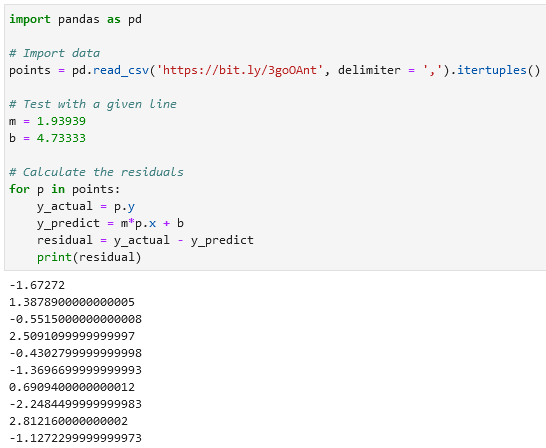 import pandas as pd
# Import data
points = pd.read_csv('https://bit.ly/3goOAnt', delimiter = ',').itertuples()
# Test with a given line
m = 1.93939
b = 4.73333
# Calculate the residuals
for p in points:
    y_actual = p.y
    y_predict = m*p.x + b
    residual = y_actual - y_predict
    print(residual)
-1.67272
1.3878900000000005
-0.5515000000000008
2.5091099999999997
-0.4302799999999998
-1.3696699999999993
0.6909400000000012
-2.2484499999999983
2.812160000000002
-1.1272299999999973